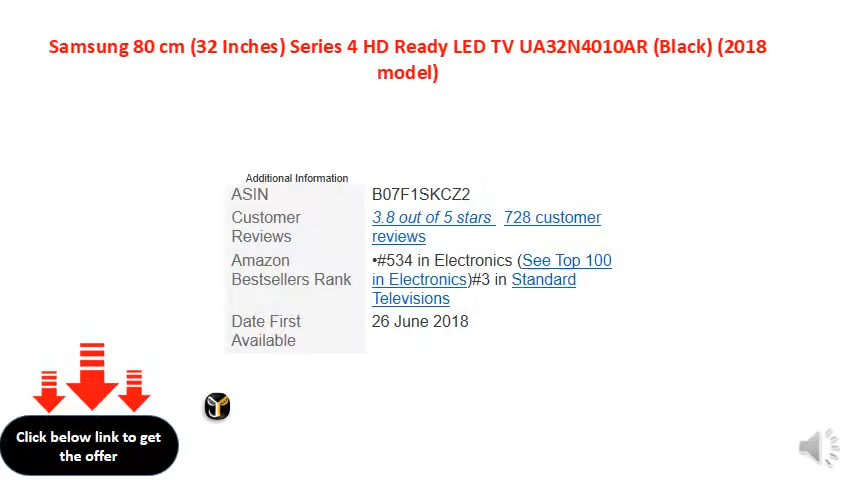 Samsung 80 cm (32 Inches) Series 4 HD Ready LED TV UA32N4010AR (Black) (2018
model)
Additional Information
ASIN B07F1SKCZ2
Customer 3.8 out of 5 stars 728 customer
Reviews reviews
Amazon •#534 in Electronics (See Top 100
Bestsellers Rank in Electronics)#3 in Standard
Televisions
Date First 26 June 2018
Available
Click below link to get
the offer